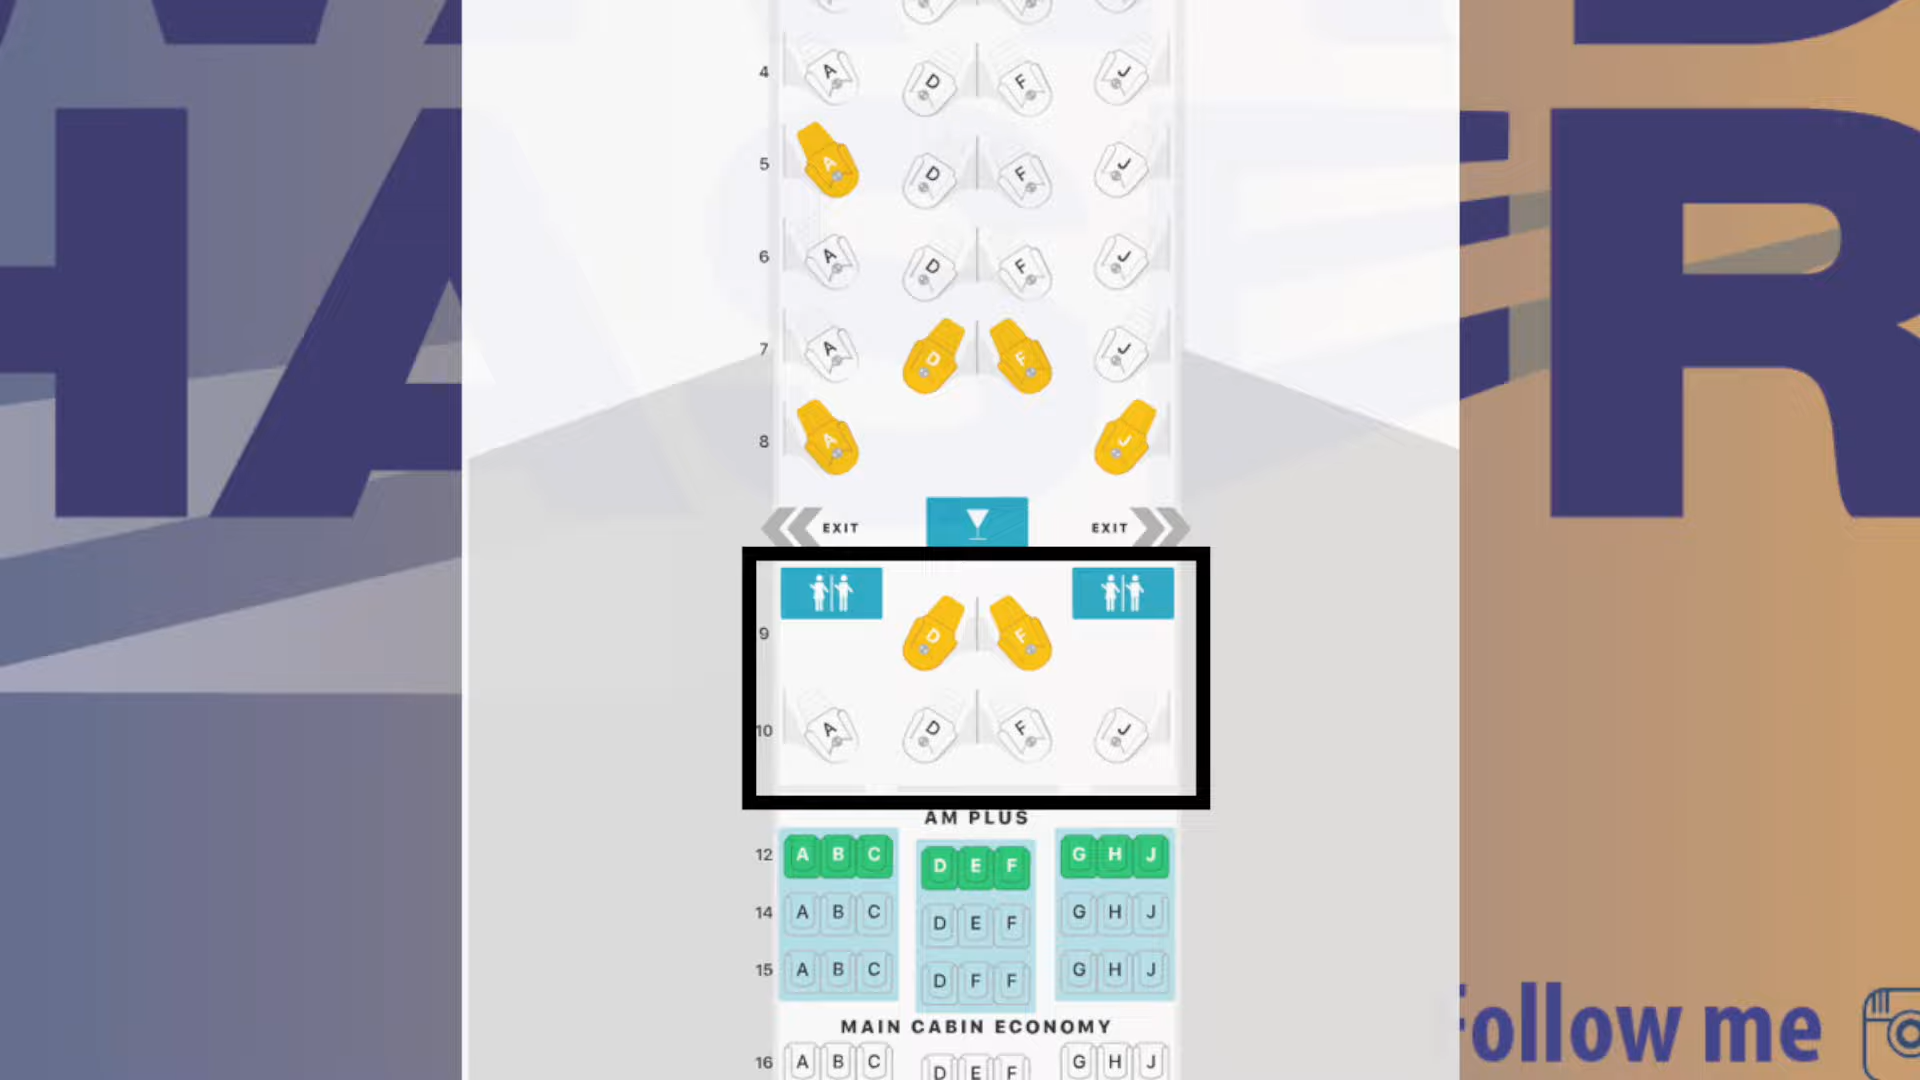 4 A D F J
5 A D F J
6 A D F J
7 A D F J
8 A J
EXIT EXIT
9 D F
10 A D F J
AM PLUS
12 A B C D E F G H J
14 A B C D E F G H J
15 A B C D F F G H J
MAIN CABIN ECONOMY
16 A B C D E F G H J
HA
R
Follow me